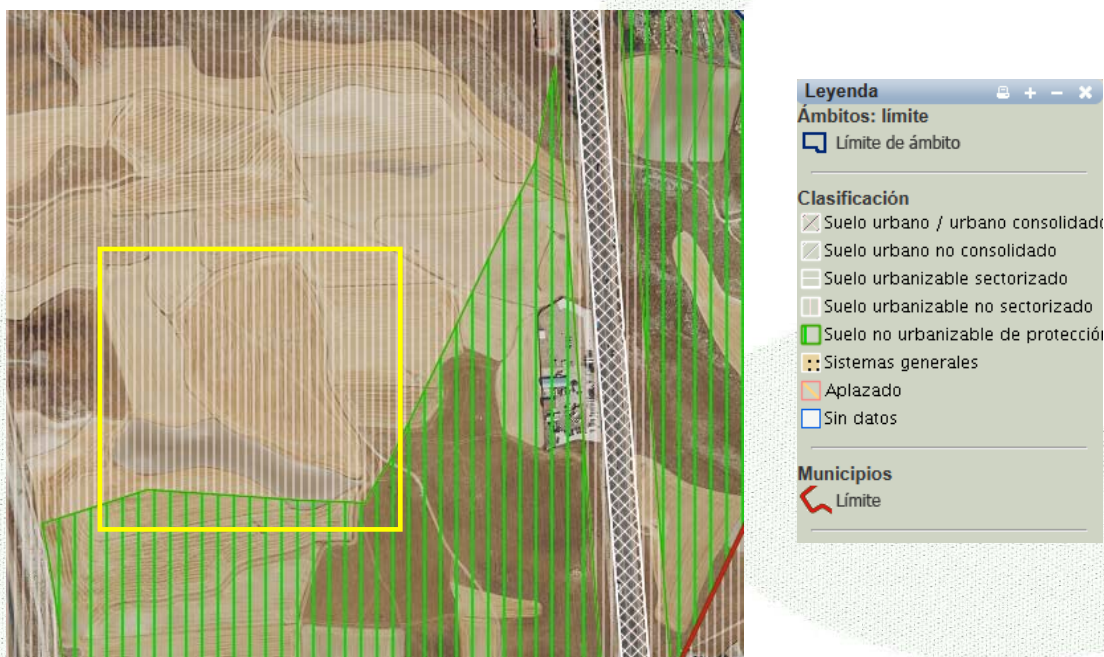 Leyenda
Ámbitos: límite
Límite de ámbito
Clasificación
Suelo urbano / urbano consolidado
Suelo urbano no consolidado
Suelo urbanizable sectorizado
Suelo urbanizable no sectorizado
Suelo no urbanizable de protección
Sistemas generales
Aplazado
Sin datos
Municipios
Límite